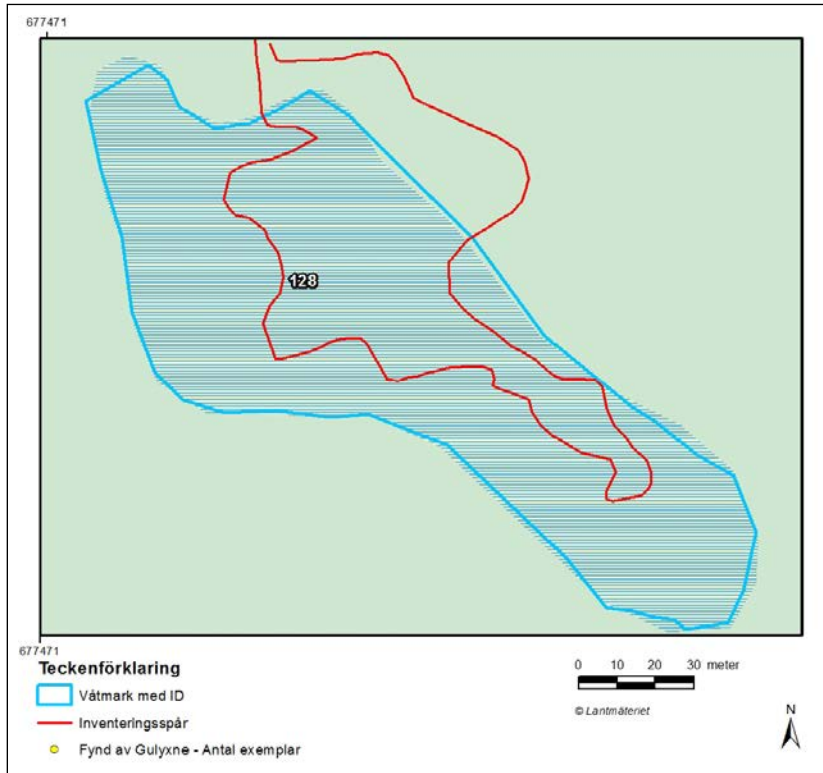 677471
128
677471
Teckenförklaring
Våtmark med ID
Inventeringsspår
Fynd av Gulyxne - Antal exemplar
0 10 20 30 meter
© Lantmäteriet
N